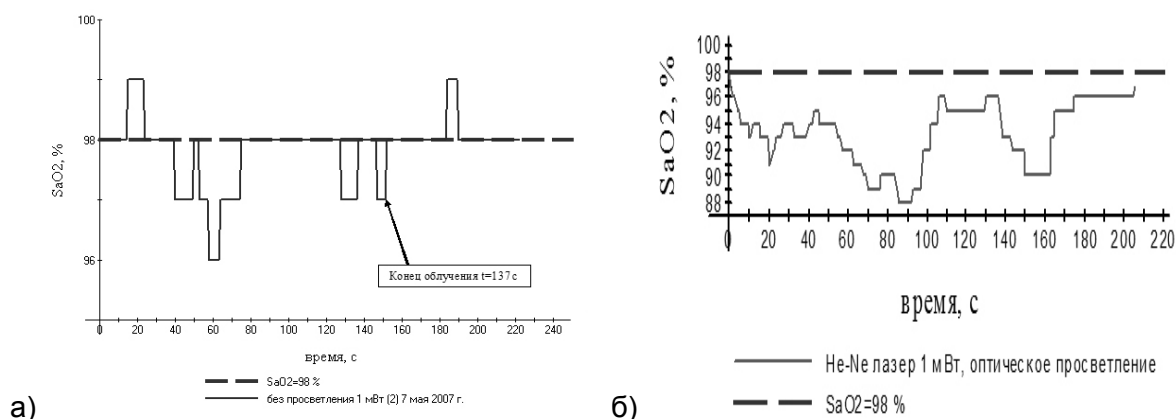 100
98
96
SaO2, %
0 20 40 60 80 100 120 140 160 180 200 220 240
Конец облучения t=137 с
время, с
SaO2=98 %
без просветления 1 мВт (2) 7 мая 2007 г.
а)
100
98
96
94
92
90
88
SaO2, %
0 20 40 60 80 100 120 140 160 180 200 220
время, с
He-Ne лазер 1 мВт, оптическое просветление
SaO2=98 %
б)